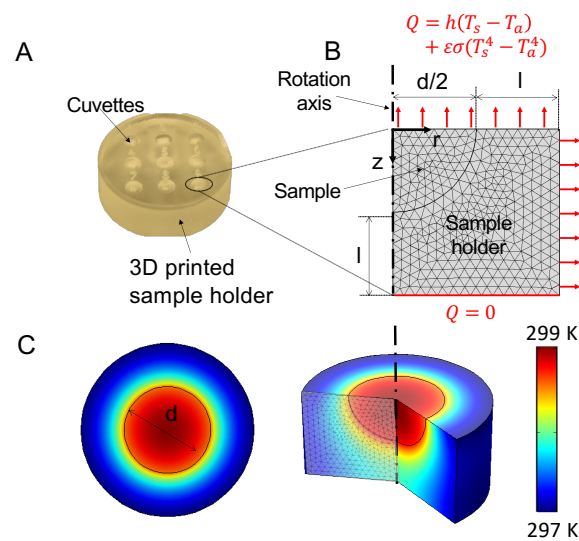 Q = h(T_s − T_a)
+ εσ(T_s^4 − T_a^4)
A
B
Cuvettes
Rotation
axis
d/2
l
r
z
Sample
Sample
holder
l
3D printed
sample holder
Q = 0
C
299 K
d
297 K